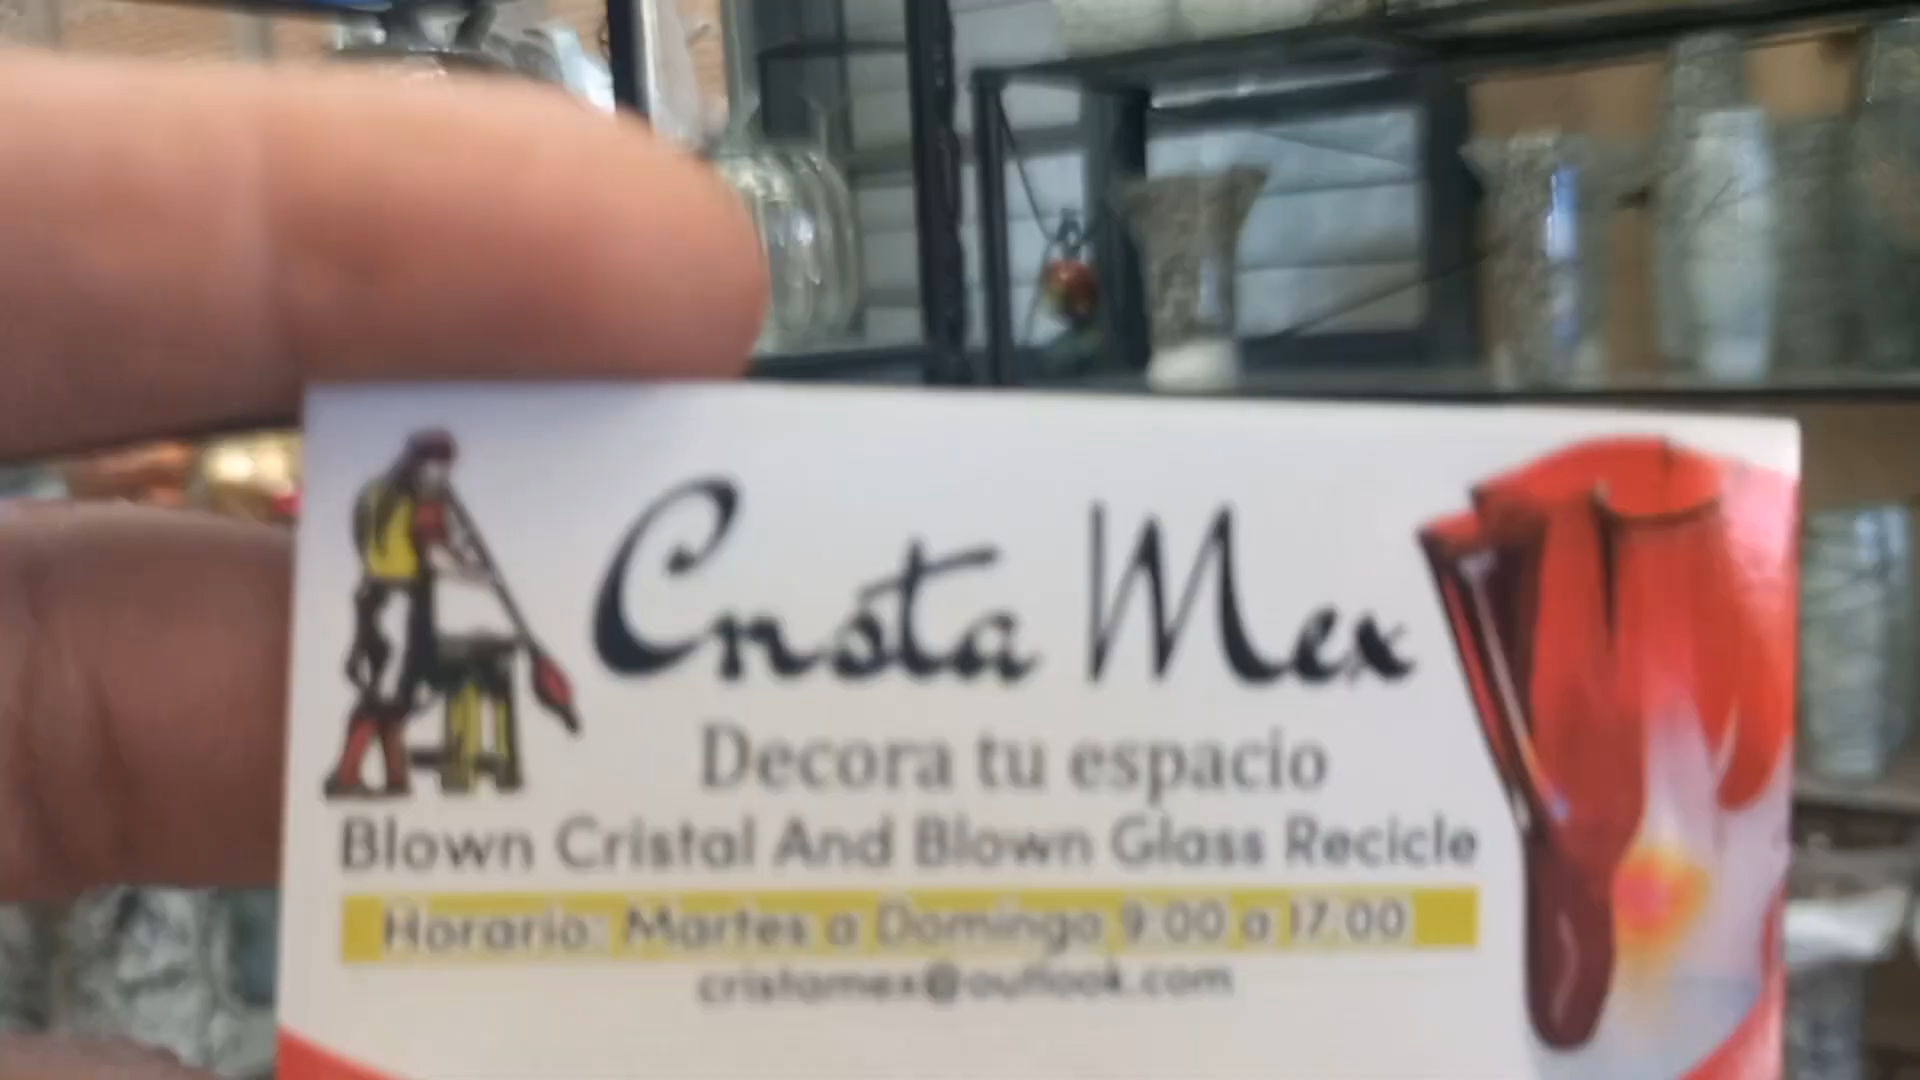 Crista Mex
Decora tu espacio
Blown Cristal And Blown Glass Recicle
Horario: Martes a Domingo 9:00 a 17:00
cristamex@outlook.com